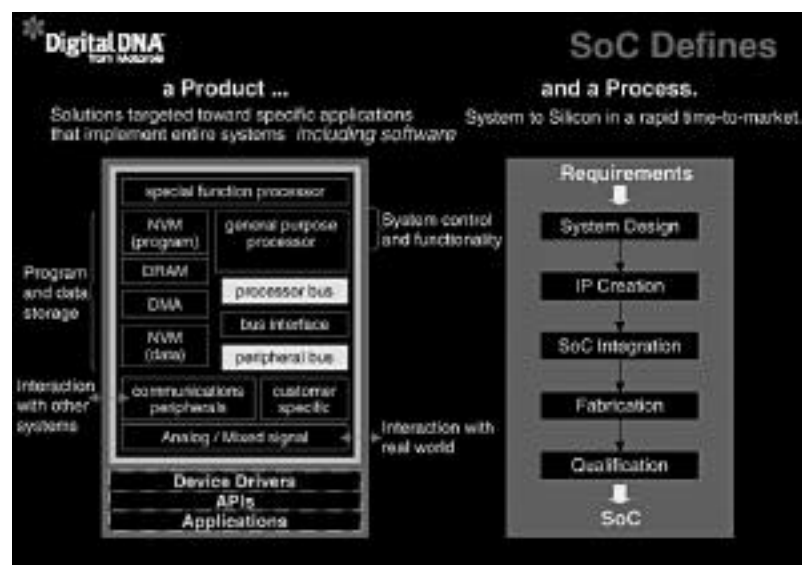 DigitalDNA
from Motorola
SoC Defines
a Product ...
Solutions targeted toward specific applications
that implement entire systems including software
and a Process.
System to Silicon in a rapid time-to-market.
special function processor
NVM
(program)
general purpose
processor
DRAM
DMA
NVM
(data)
processor bus
bus interface
peripheral bus
communications
peripherals
customer
specific
Analog / Mixed signal
Device Drivers
APIs
Applications
Program
and data
storage
Interaction
with other
systems
System control
and functionality
Interaction with
real world
Requirements
System Design
IP Creation
SoC Integration
Fabrication
Qualification
SoC